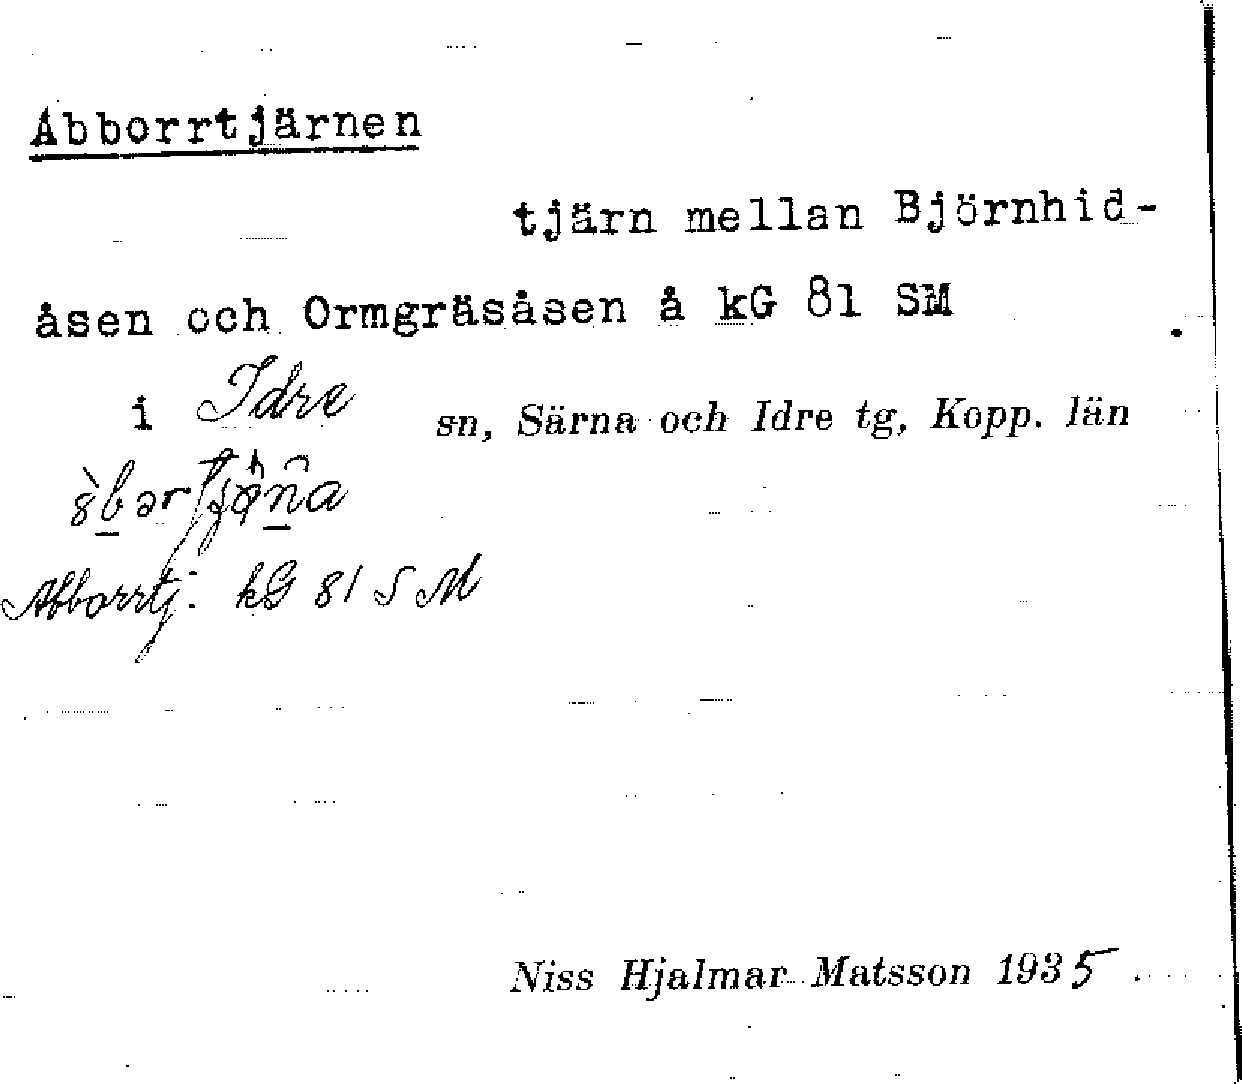 Abborrtjärnen
tjärn mellan Björnhid-
åsen och Ormgräsåsen å kG 81 SM
i Idre sn, Särna och Idre tg, Kopp. län
Abborrtj. kG 81 SM
Niss Hjalmar Matsson 1935.